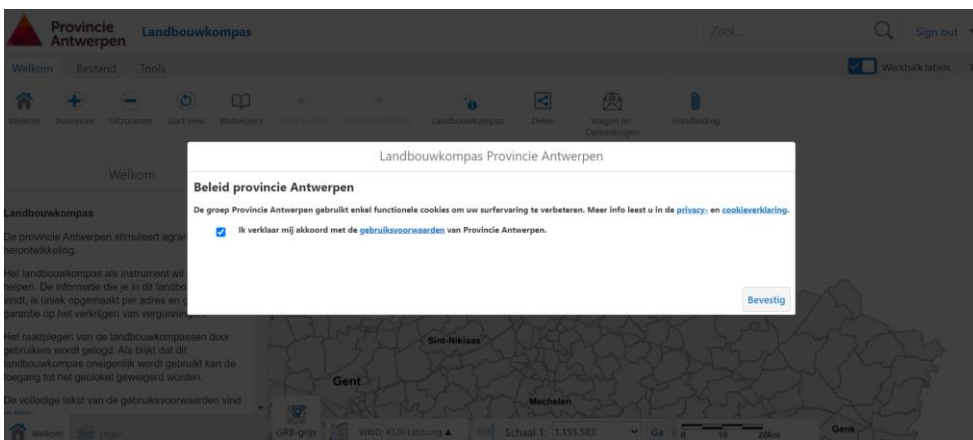 Provincie
Antwerpen
Landbouwkompas
Zoek...
Sign out
Welkom
Bestand
Tools
Werkbalk labels
Welkom
Inzoomen
Uitzoomen
Start view
Bladwijzers
Landbouwkompas
Delen
Vragen en
Opmerkingen
Handleiding
Landbouwkompas Provincie Antwerpen
Beleid provincie Antwerpen
De groep Provincie Antwerpen gebruikt enkel functionele cookies om uw surfervaring te verbeteren. Meer info leest u in de privacy- en cookieverklaring.
Ik verklaar mij akkoord met de gebruiksvoorwaarden van Provincie Antwerpen.
Bevestig
Welkom
Landbouwkompas
De provincie Antwerpen stimuleert
herontwikkeling.
Het landbouwkompas als instrument wil
helpen. De informatie die je in dit
vindt, is uniek opgemaakt per adres en
garantie op het verkrijgen van
Het raadplegen van de landbouwkompassen door
gebruikers wordt gelogd. Als blijkt dat dit
landbouwkompas oneigenlijk wordt gebruikt kan de
toegang tot het geoloket geweigerd worden.
De volledige tekst van de gebruiksvoorwaarden vind
Sint-Niklaas
Gent
Mechelen
Genk
Welkom
Lagen
GRB-grijs
WKID: 4326 Lat/Long
Schaal 1: 1.155.583
Ga
0 10 20km